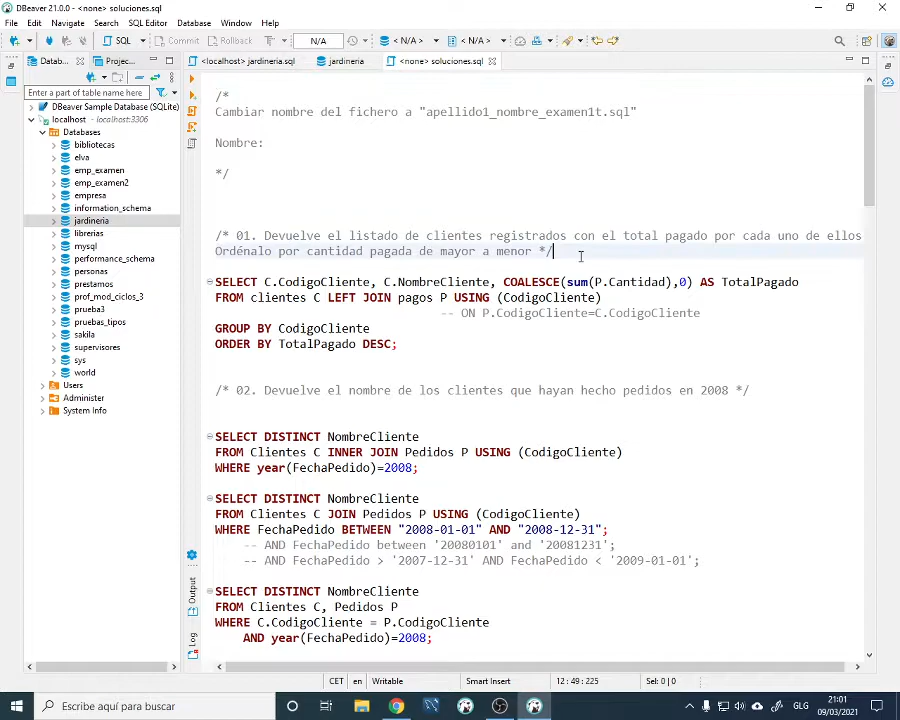 DBeaver 21.0.0 - <none> soluciones.sql
File Edit Navigate Search SQL Editor Database Window Help
SQL Commit Rollback T N/A < N/A > < N/A >
Datab... Projec... <localhost> jardineria.sql jardineria <none> soluciones.sql
Enter a part of table name here
DBeaver Sample Database (SQLite)
localhost - localhost:3306
Databases
bibliotecas
elva
emp_examen
emp_examen2
empresa
information_schema
jardineria
librerias
mysql
performance_schema
personas
prestamos
prof_mod_ciclos_3
prueba3
pruebas_tipos
sakila
supervisores
sys
world
Users
Administer
System Info
Output
Log
/*
Cambiar nombre del fichero a "apellido1_nombre_examen1t.sql"
Nombre:
*/
/* 01. Devuelve el listado de clientes registrados con el total pagado por cada uno de ellos
Ordénalo por cantidad pagada de mayor a menor */
SELECT C.CodigoCliente, C.NombreCliente, COALESCE(sum(P.Cantidad),0) AS TotalPagado
FROM clientes C LEFT JOIN pagos P USING (CodigoCliente)
-- ON P.CodigoCliente=C.CodigoCliente
GROUP BY CodigoCliente
ORDER BY TotalPagado DESC;
/* 02. Devuelve el nombre de los clientes que hayan hecho pedidos en 2008 */
SELECT DISTINCT NombreCliente
FROM Clientes C INNER JOIN Pedidos P USING (CodigoCliente)
WHERE year(FechaPedido)=2008;
SELECT DISTINCT NombreCliente
FROM Clientes C JOIN Pedidos P USING (CodigoCliente)
WHERE FechaPedido BETWEEN "2008-01-01" AND "2008-12-31";
-- AND FechaPedido between '20080101' and '20081231';
-- AND FechaPedido > '2007-12-31' AND FechaPedido < '2009-01-01';
SELECT DISTINCT NombreCliente
FROM Clientes C, Pedidos P
WHERE C.CodigoCliente = P.CodigoCliente
AND year(FechaPedido)=2008;
CET en Writable Smart Insert 12 : 49 : 225 Sel: 0 | 0
Escribe aquí para buscar
GLG 21:01
09/03/2021